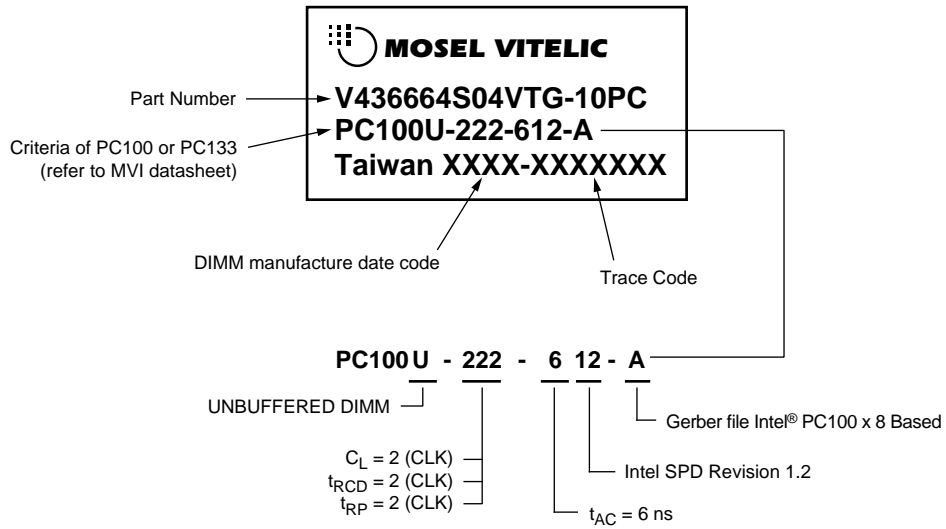 MOSEL VITELIC
V436664S04VTG-10PC
PC100U-222-612-A
Taiwan XXXX-XXXXXXX
Part Number
Criteria of PC100 or PC133
(refer to MVI datasheet)
DIMM manufacture date code
Trace Code
PC100 U - 222 - 6 12 - A
UNBUFFERED DIMM
Gerber file Intel® PC100 x 8 Based
CL = 2 (CLK)
tRCD = 2 (CLK)
tRP = 2 (CLK)
Intel SPD Revision 1.2
tAC = 6 ns